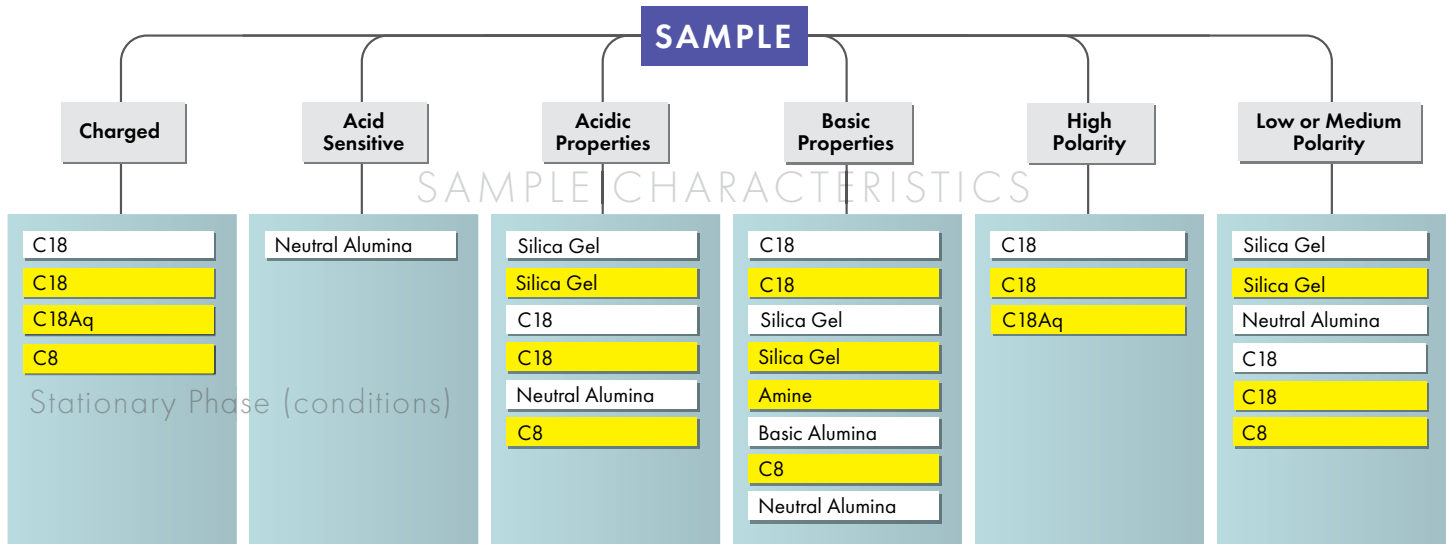 SAMPLE
Charged
Acid
Sensitive
Acidic
Properties
Basic
Properties
High
Polarity
Low or Medium
Polarity
SAMPLE CHARACTERISTICS
C18
C18
C18Aq
C8
Stationary Phase (conditions)
Neutral Alumina
Silica Gel
Silica Gel
C18
C18
Neutral Alumina
C8
C18
C18
Silica Gel
Silica Gel
Amine
Basic Alumina
C8
Neutral Alumina
C18
C18
C18Aq
Silica Gel
Silica Gel
Neutral Alumina
C18
C18
C8